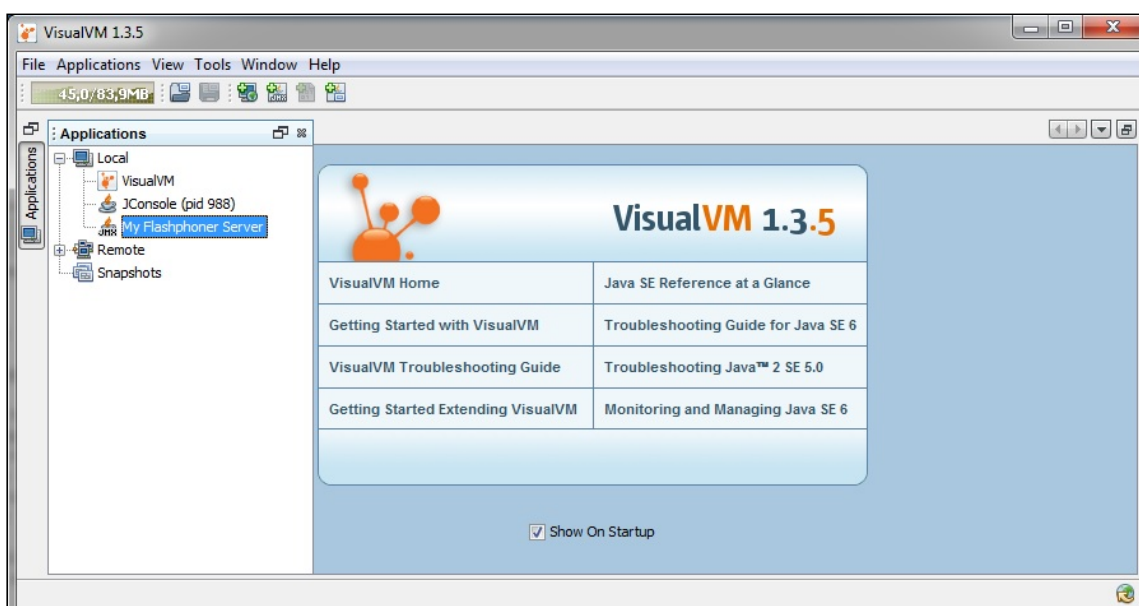 VisualVM 1.3.5
File Applications View Tools Window Help
45,0/83,9MB
Applications
Applications
Local
VisualVM
JConsole (pid 988)
JMX My Flashphoner Server
Remote
Snapshots
VisualVM 1.3.5
VisualVM Home
Java SE Reference at a Glance
Getting Started with VisualVM
Troubleshooting Guide for Java SE 6
VisualVM Troubleshooting Guide
Troubleshooting Java™ 2 SE 5.0
Getting Started Extending VisualVM
Monitoring and Managing Java SE 6
Show On Startup